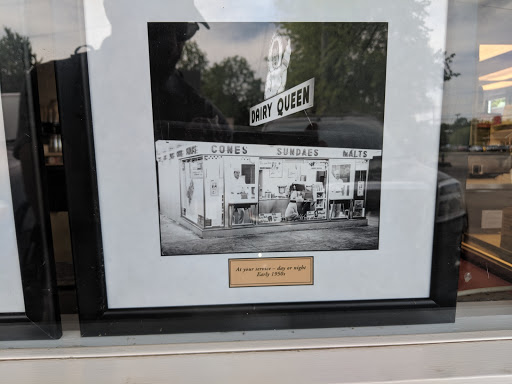 DAIRY QUEEN
CONES SUNDAES MALTS
At your service - day or night
Early 1950s